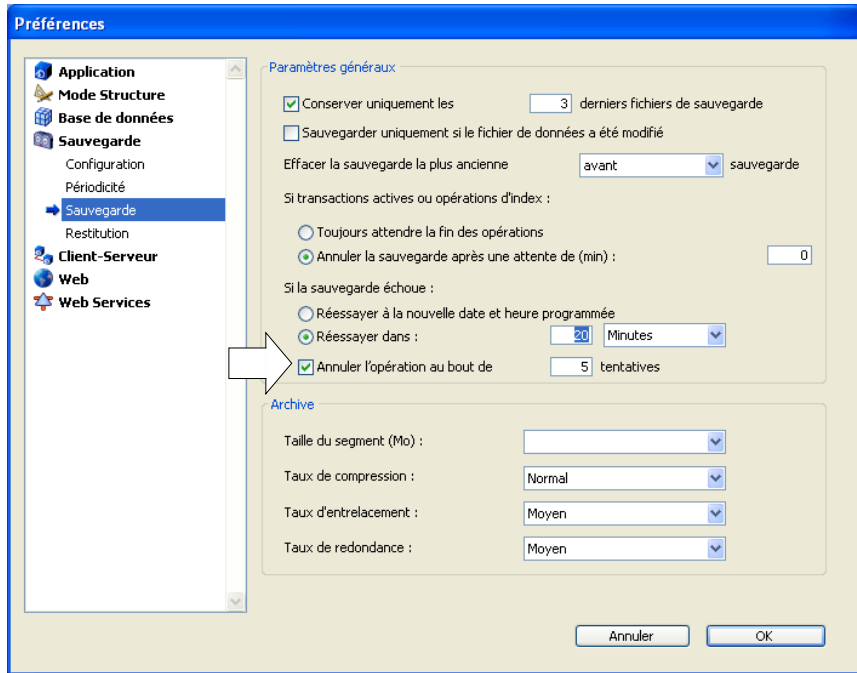 Préférences
Application
Mode Structure
Base de données
Sauvegarde
Configuration
Périodicité
Sauvegarde
Restitution
Client-Serveur
Web
Web Services
Paramètres généraux
Conserver uniquement les 3 derniers fichiers de sauvegarde
Sauvegarder uniquement si le fichier de données a été modifié
Effacer la sauvegarde la plus ancienne avant sauvegarde
Si transactions actives ou opérations d'index :
Toujours attendre la fin des opérations
Annuler la sauvegarde après une attente de (min) : 0
Si la sauvegarde échoue :
Réessayer à la nouvelle date et heure programmée
Réessayer dans : 20 Minutes
Annuler l'opération au bout de 5 tentatives
Archive
Taille du segment (Mo) :
Taux de compression : Normal
Taux d'entrelacement : Moyen
Taux de redondance : Moyen
Annuler OK